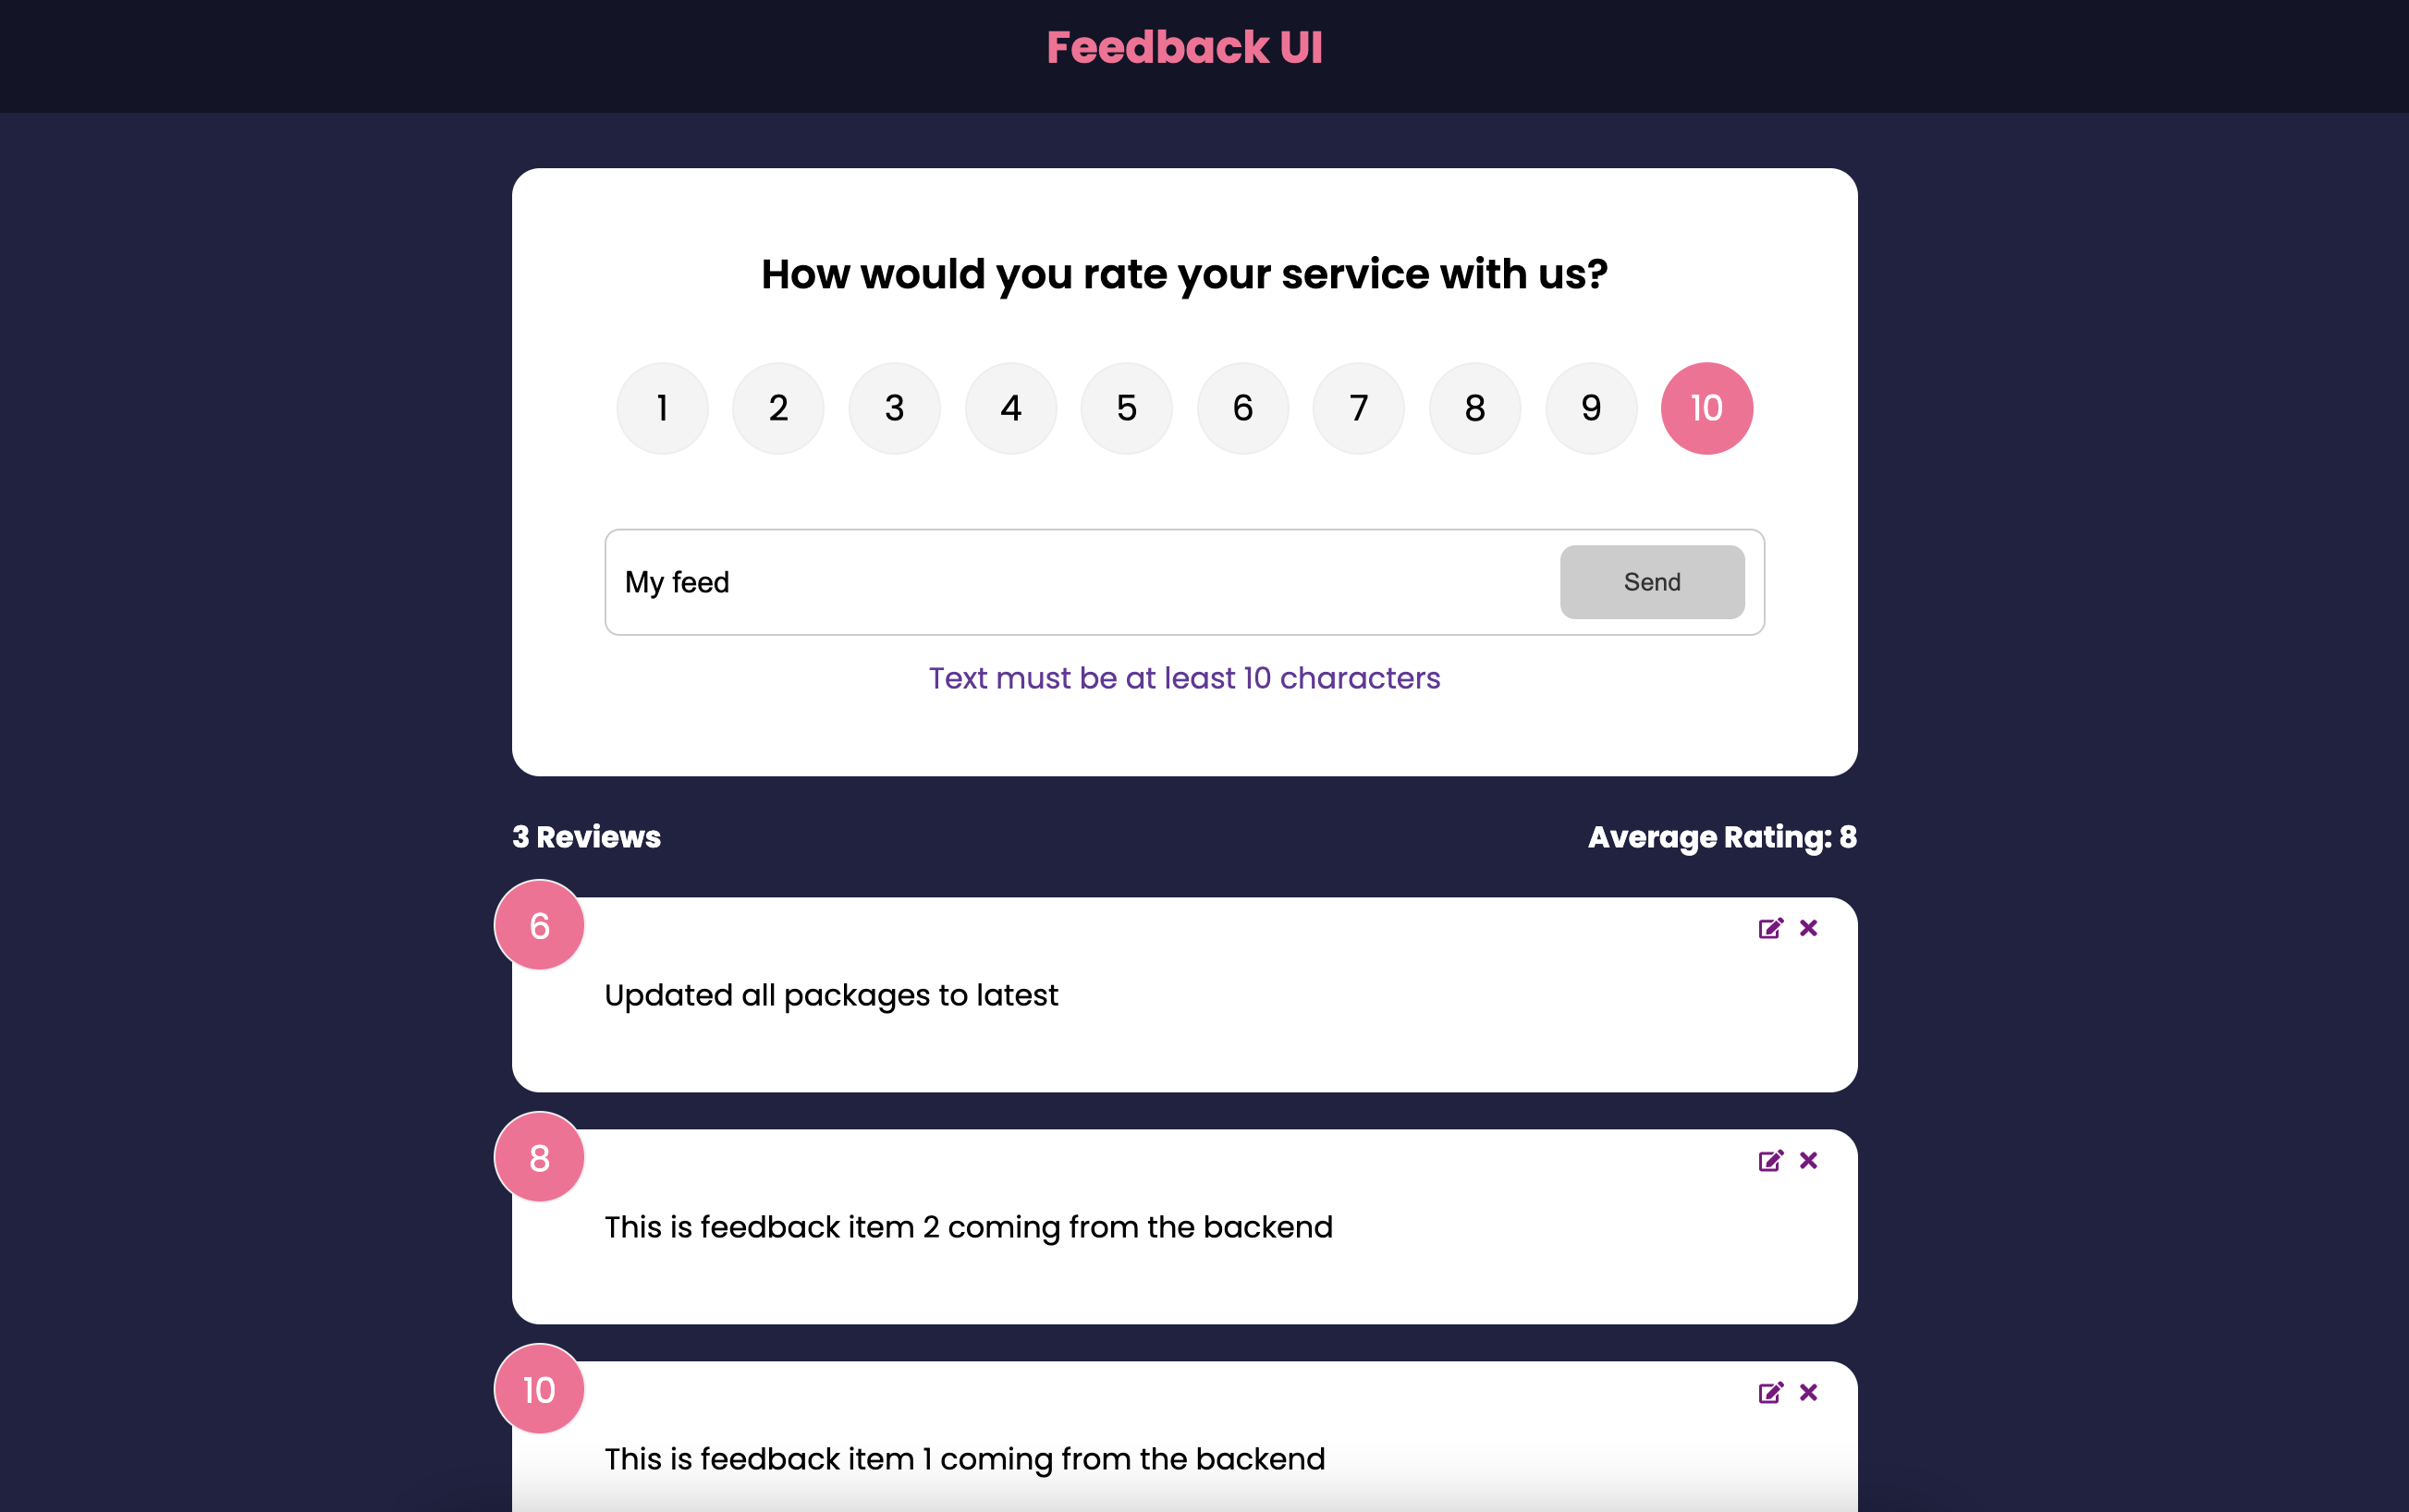 Feedback UI
How would you rate your service with us?
1 2 3 4 5 6 7 8 9 10
My feed Send
Text must be at least 10 characters
3 Reviews Average Rating: 8
6
Updated all packages to latest
8
This is feedback item 2 coming from the backend
10
This is feedback item 1 coming from the backend